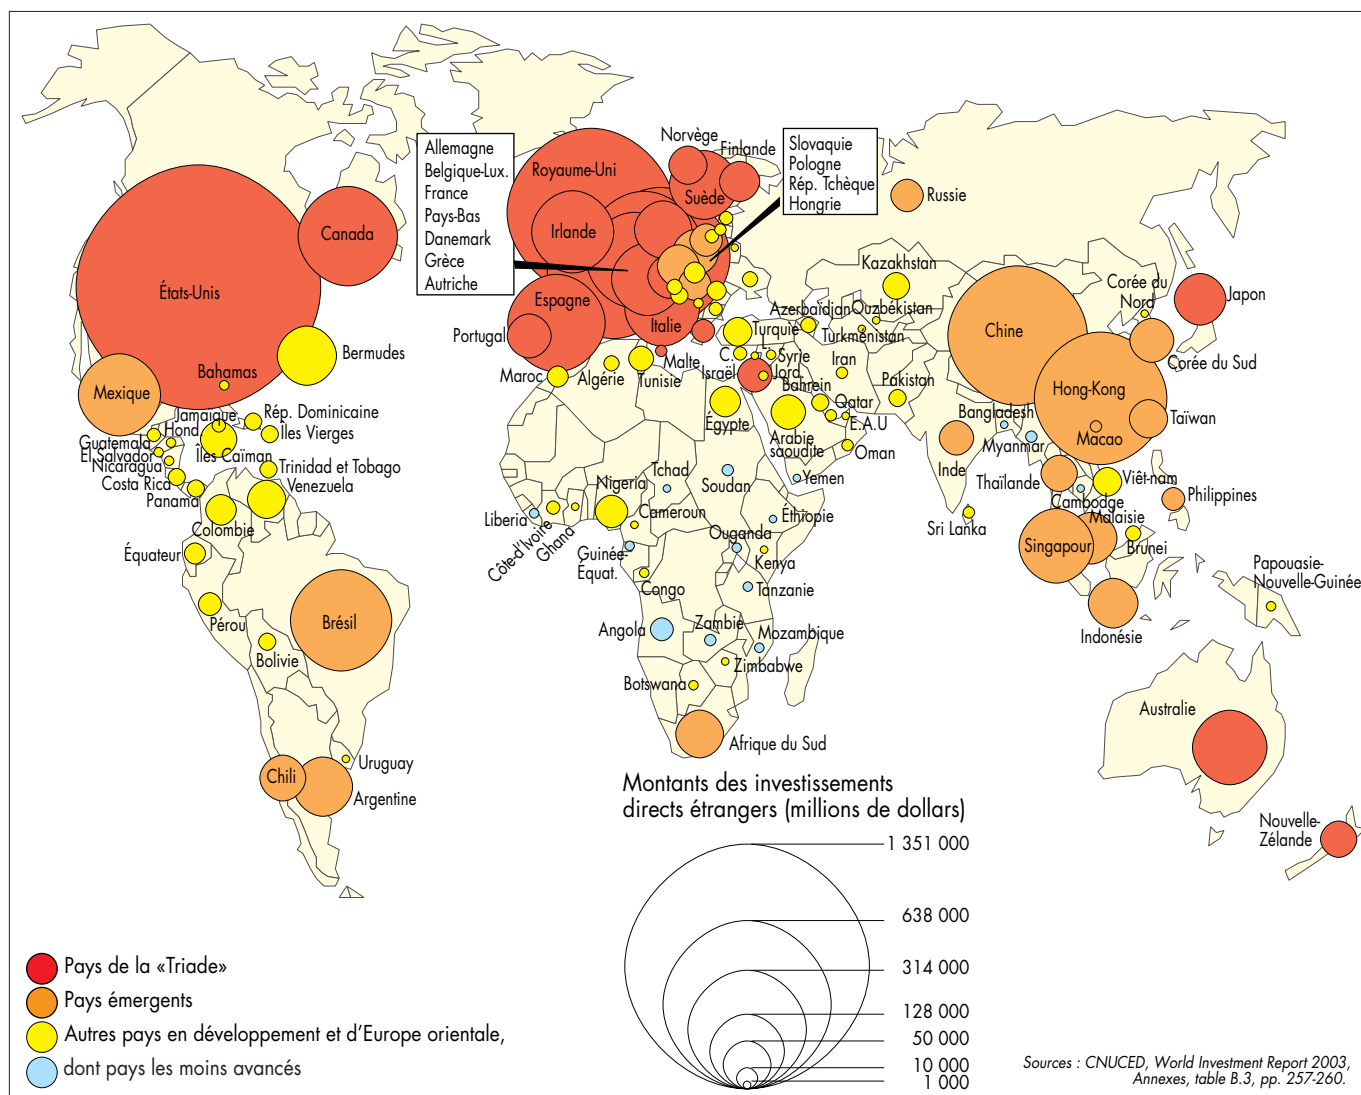 Norvège
Finlande
Suède
Allemagne
Belgique-Lux.
France
Pays-Bas
Danemark
Grèce
Autriche
Slovaquie
Pologne
Rép. Tchèque
Hongrie
Royaume-Uni
Irlande
Espagne
Portugal
Italie
Malte
Russie
Canada
États-Unis
Bermudes
Bahamas
Mexique
Jamaïque
Rép. Dominicaine
Hond.
Îles Vierges
Guatemala
El Salvador
Îles Caïman
Nicaragua
Trinidad et Tobago
Costa Rica
Venezuela
Panama
Colombie
Équateur
Pérou
Brésil
Bolivie
Uruguay
Chili
Argentine
Kazakhstan
Azerbaïdjan
Ouzbékistan
Turkménistan
Turquie
C.
L.
Syrie
Israël
Jord.
Iran
Bahrein
Pakistan
Qatar
E.A.U
Arabie
saoudite
Oman
Yemen
Maroc
Algérie
Tunisie
Égypte
Tchad
Soudan
Nigeria
Cameroun
Éthiopie
Liberia
Côte-d'Ivoire
Ghana
Guinée-
Équat.
Ouganda
Kenya
Congo
Tanzanie
Angola
Zambie
Mozambique
Zimbabwe
Botswana
Afrique du Sud
Corée du
Nord
Japon
Chine
Corée du Sud
Hong-Kong
Taïwan
Macao
Bangladesh
Myanmar
Inde
Thaïlande
Viêt-nam
Cambodge
Philippines
Sri Lanka
Malaisie
Singapour
Brunei
Indonésie
Papouasie-
Nouvelle-Guinée
Australie
Nouvelle-
Zélande
Montants des investissements
directs étrangers (millions de dollars)
1 351 000
638 000
314 000
128 000
50 000
10 000
1 000
Pays de la «Triade»
Pays émergents
Autres pays en développement et d'Europe orientale,
dont pays les moins avancés
Sources : CNUCED, World Investment Report 2003,
Annexes, table B.3, pp. 257-260.